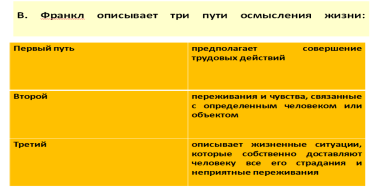 В. Франкл описывает три пути осмысления жизни:
Первый путь
предполагает совершение
трудовых действий
Второй
переживания и чувства, связанные
с определенным человеком или
объектом
Третий
описывает жизненные ситуации,
которые собственно доставляют
человеку все его страдания и
неприятные переживания